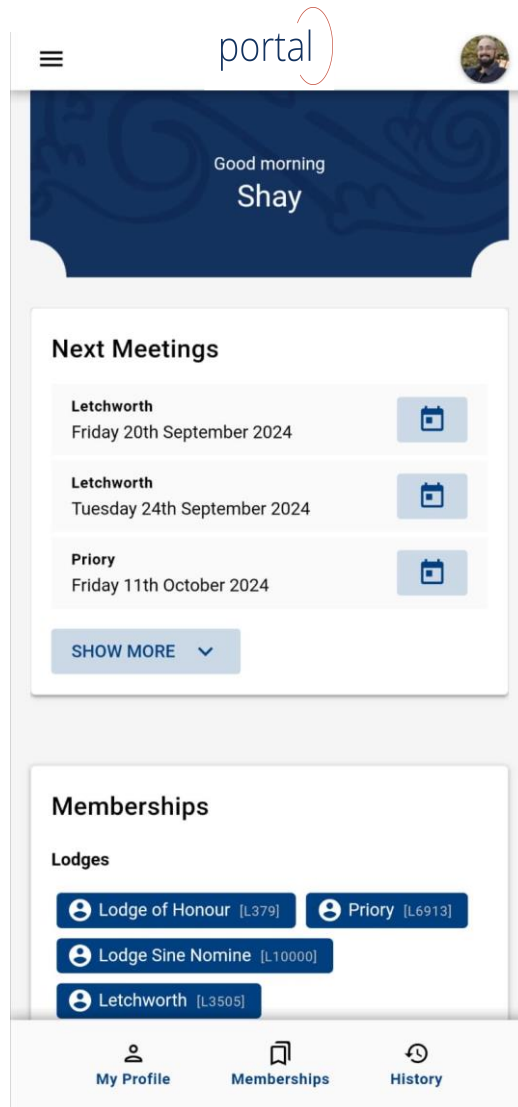 portal
Good morning
Shay
Next Meetings
Letchworth
Friday 20th September 2024
Letchworth
Tuesday 24th September 2024
Priory
Friday 11th October 2024
SHOW MORE
Memberships
Lodges
Lodge of Honour [L379] Priory [L6913]
Lodge Sine Nomine [L10000]
Letchworth [L3505]
My Profile Memberships History